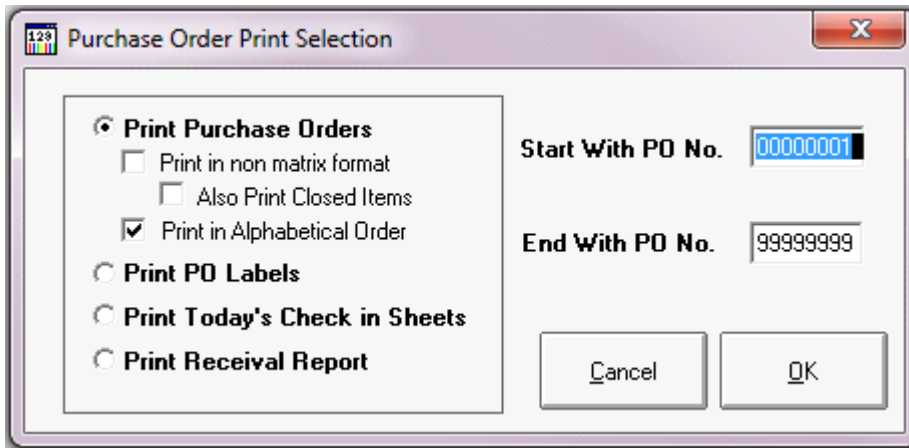 Purchase Order Print Selection
Print Purchase Orders
Print in non matrix format
Also Print Closed Items
Print in Alphabetical Order
Print PO Labels
Print Today's Check in Sheets
Print Receival Report
Start With PO No. 00000001
End With PO No. 99999999
Cancel OK